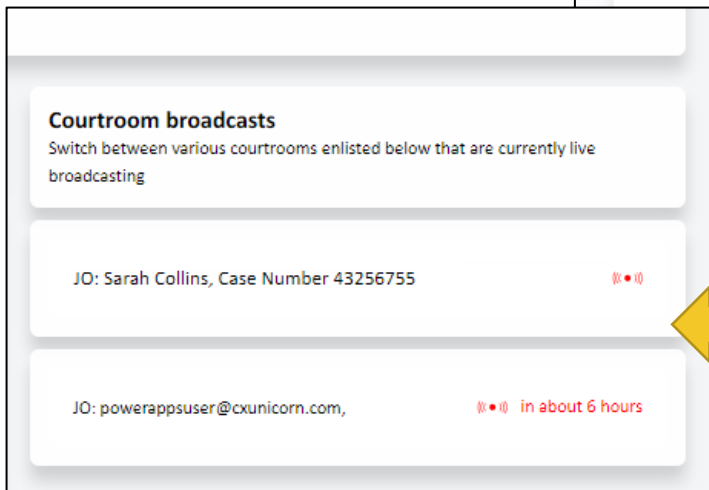 Courtroom broadcasts
Switch between various courtrooms enlisted below that are currently live
broadcasting
JO: Sarah Collins, Case Number 43256755
JO: powerappsuser@cxunicorn.com,
in about 6 hours